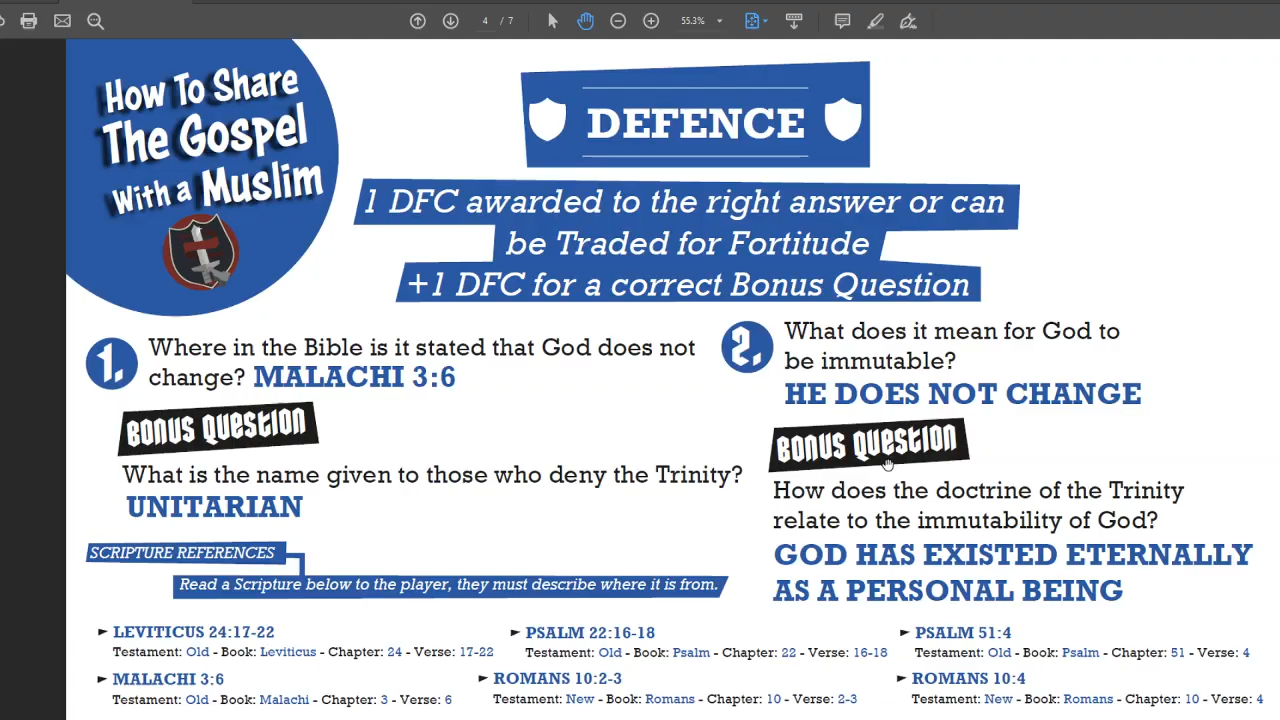 4 / 7
55.3%
How To Share
The Gospel
With a Muslim
DEFENCE
1 DFC awarded to the right answer or can
be Traded for Fortitude
+1 DFC for a correct Bonus Question
1.
Where in the Bible is it stated that God does not
change? MALACHI 3:6
BONUS QUESTION
What is the name given to those who deny the Trinity?
UNITARIAN
2.
What does it mean for God to
be immutable?
HE DOES NOT CHANGE
BONUS QUESTION
How does the doctrine of the Trinity
relate to the immutability of God?
GOD HAS EXISTED ETERNALLY
AS A PERSONAL BEING
SCRIPTURE REFERENCES
Read a Scripture below to the player, they must describe where it is from.
► LEVITICUS 24:17-22
Testament: Old - Book: Leviticus - Chapter: 24 - Verse: 17-22
► PSALM 22:16-18
Testament: Old - Book: Psalm - Chapter: 22 - Verse: 16-18
► PSALM 51:4
Testament: Old - Book: Psalm - Chapter: 51 - Verse: 4
► MALACHI 3:6
Testament: Old - Book: Malachi - Chapter: 3 - Verse: 6
► ROMANS 10:2-3
Testament: New - Book: Romans - Chapter: 10 - Verse: 2-3
► ROMANS 10:4
Testament: New - Book: Romans - Chapter: 10 - Verse: 4